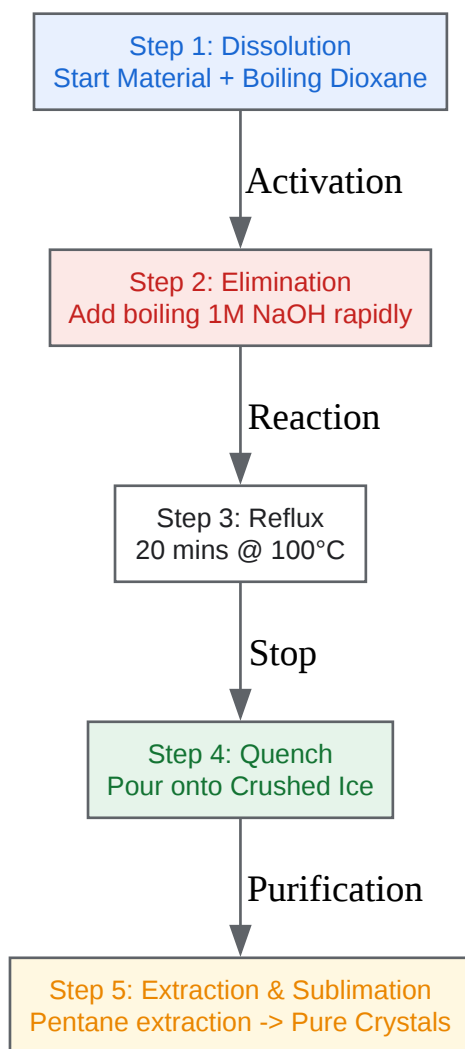 Step 1: Dissolution
Start Material + Boiling Dioxane
Activation
Step 2: Elimination
Add boiling 1M NaOH rapidly
Reaction
Step 3: Reflux
20 mins @ 100°C
Stop
Step 4: Quench
Pour onto Crushed Ice
Purification
Step 5: Extraction & Sublimation
Pentane extraction -> Pure Crystals